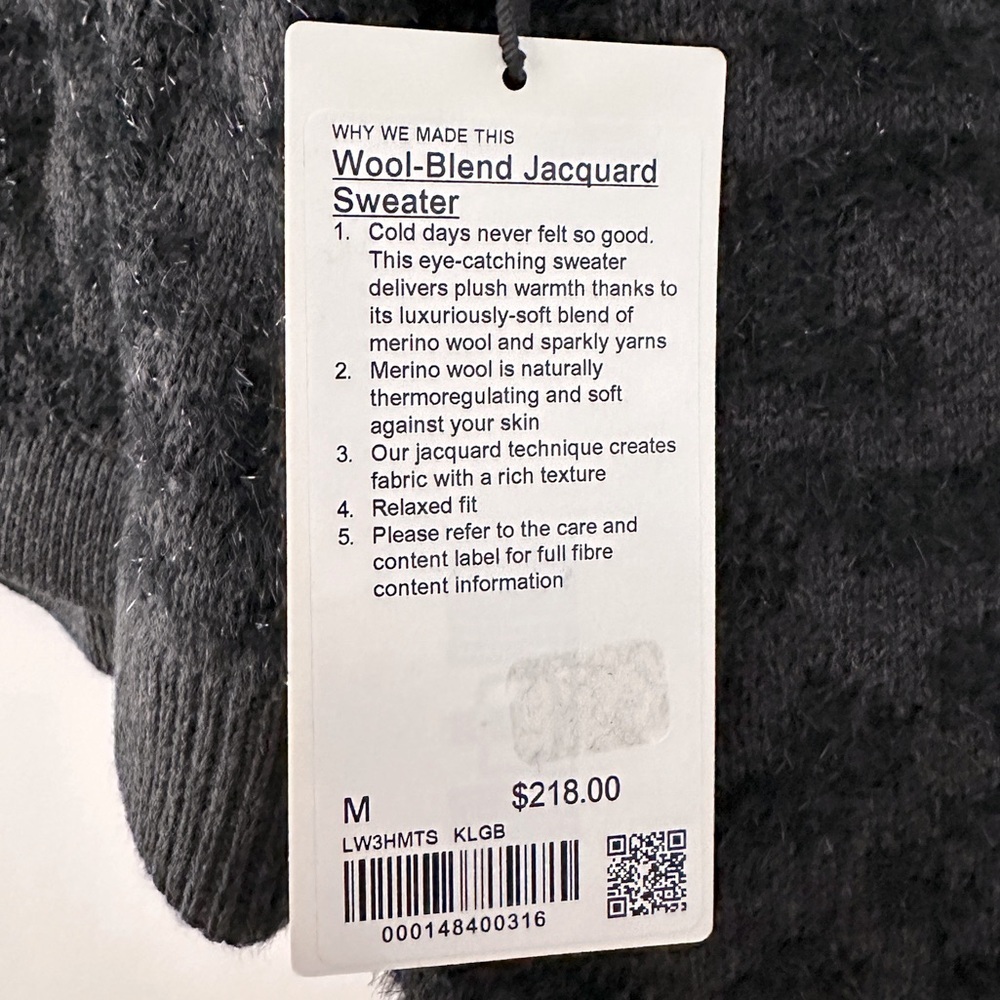 WHY WE MADE THIS
Wool-Blend Jacquard
Sweater
1. Cold days never felt so good.
This eye-catching sweater
delivers plush warmth thanks to
its luxuriously-soft blend of
merino wool and sparkly yarns
2. Merino wool is naturally
thermoregulating and soft
against your skin
3. Our jacquard technique creates
fabric with a rich texture
4. Relaxed fit
5. Please refer to the care and
content label for full fibre
content information
M $218.00
LW3HMTS KLGB
000148400316